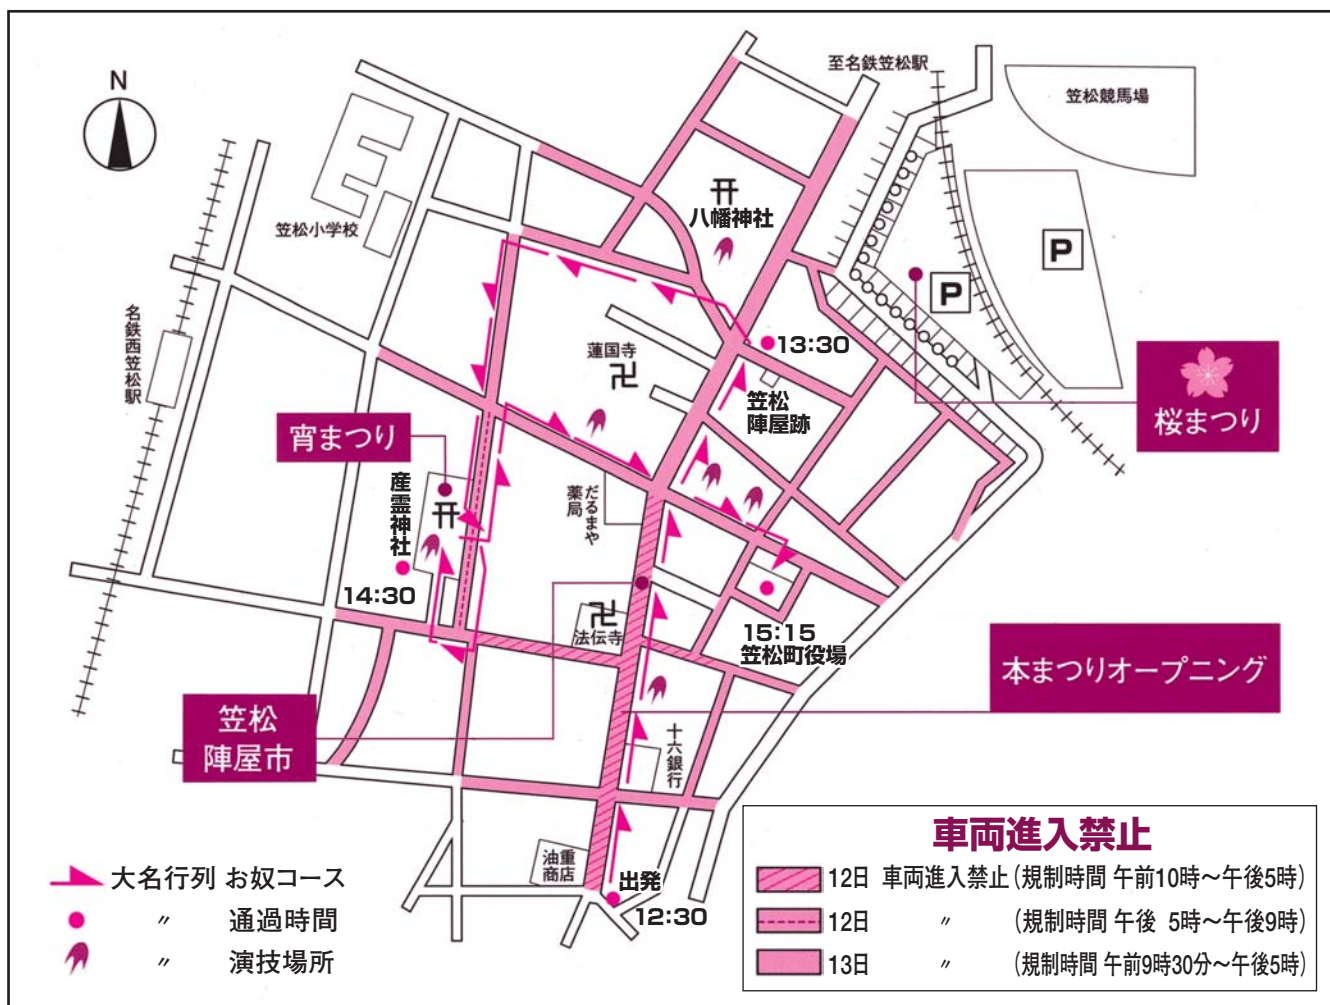 N
至名鉄笠松駅
笠松競馬場
笠松小学校
八幡神社
P
P
名鉄西笠松駅
蓮国寺
13:30
笠松
陣屋跡
桜まつり
宵まつり
産霊神社
だるまや
薬局
14:30
法伝寺
15:15
笠松町役場
本まつりオープニング
笠松
陣屋市
十六銀行
油重
商店
出発
12:30
大名行列 お奴コース
〃 通過時間
〃 演技場所
車両進入禁止
12日 車両進入禁止(規制時間 午前10時～午後5時)
12日 〃 (規制時間 午後 5時～午後9時)
13日 〃 (規制時間 午前9時30分～午後5時)